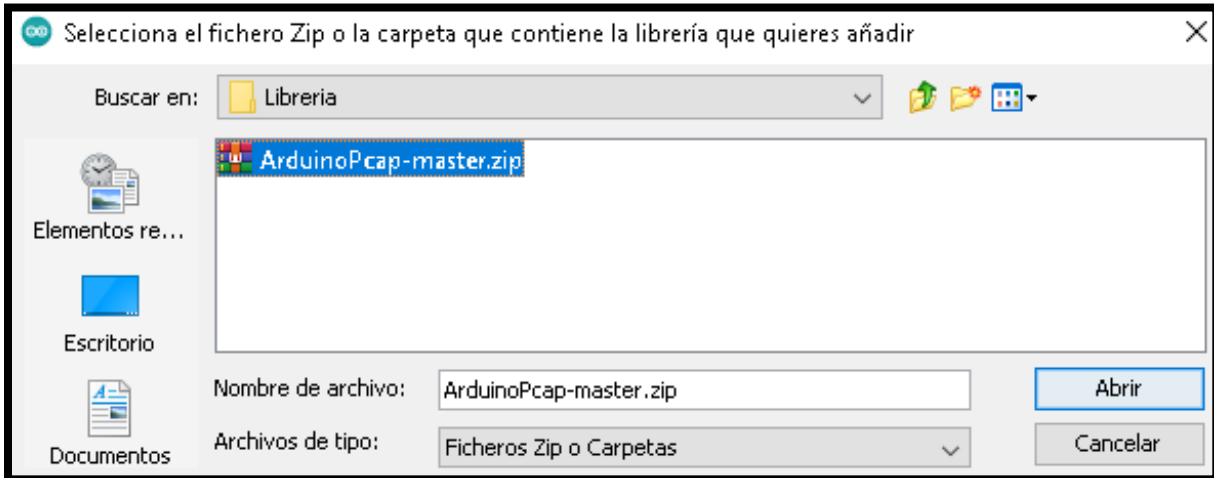 Selecciona el fichero Zip o la carpeta que contiene la librería que quieres añadir
Buscar en: Libreria
ArduinoPcap-master.zip
Elementos re...
Escritorio
Documentos
Nombre de archivo: ArduinoPcap-master.zip Abrir
Archivos de tipo: Ficheros Zip o Carpetas Cancelar